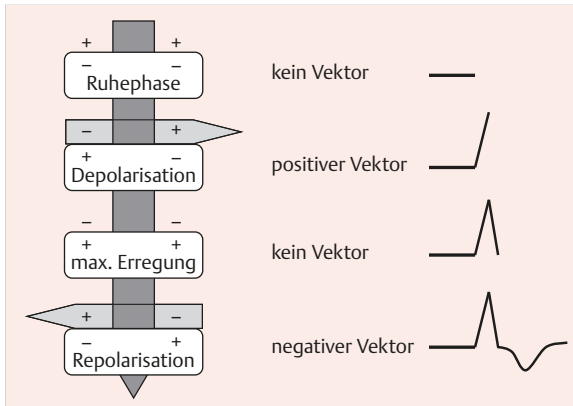 + +
– –
Ruhephase
kein Vektor
– +
+ –
Depolarisation
positiver Vektor
– –
+ +
max. Erregung
kein Vektor
+ –
– +
Repolarisation
negativer Vektor